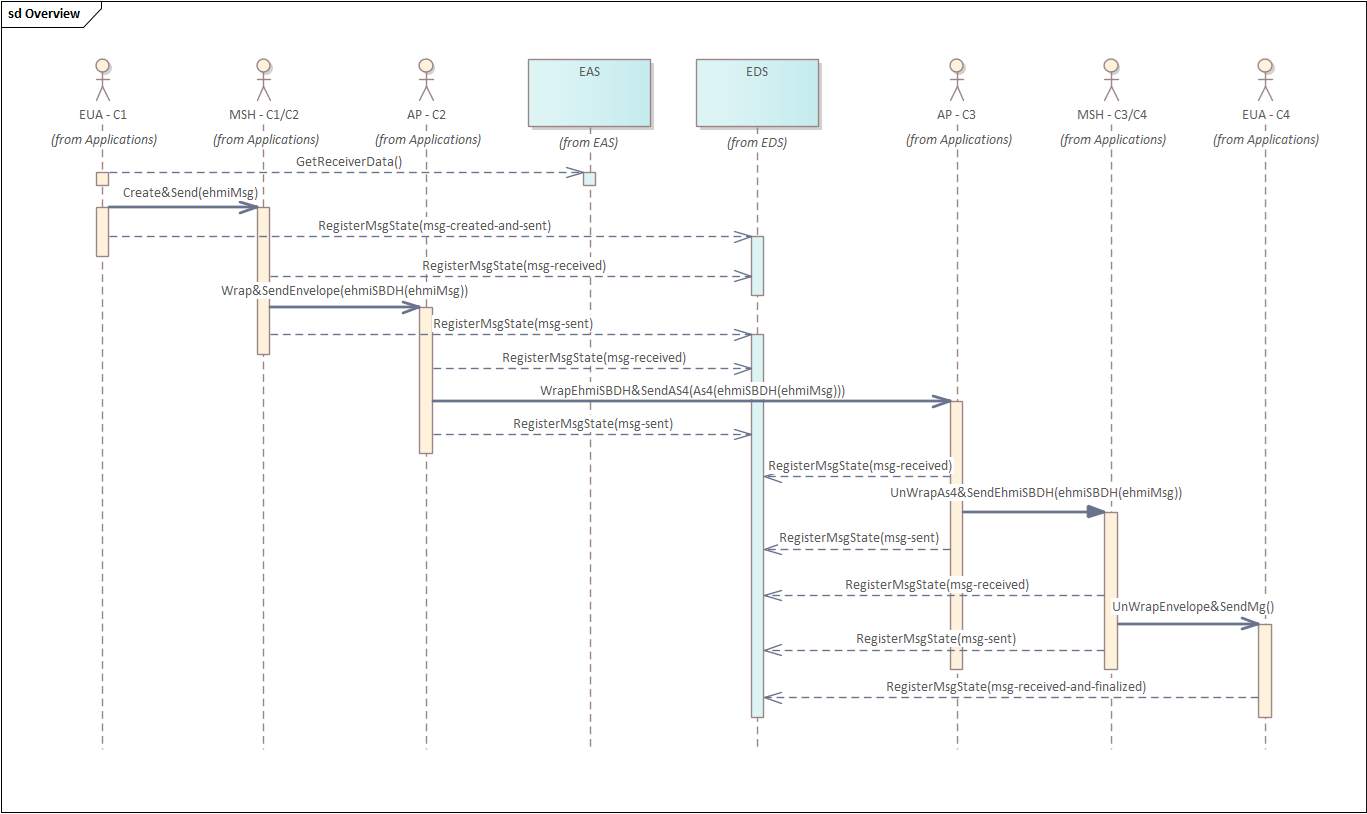 sd Overview
EAS
EDS
EUA - C1
MSH - C1/C2
AP - C2
AP - C3
MSH - C3/C4
EUA - C4
(from Applications)
(from Applications)
(from Applications)
(from EAS)
(from EDS)
(from Applications)
(from Applications)
(from Applications)
GetReceiverData()
Create&Send(ehmiMsg)
RegisterMsgState(msg-created-and-sent)
RegisterMsgState(msg-received)
Wrap&SendEnvelope(ehmiSBDH(ehmiMsg))
RegisterMsgState(msg-sent)
RegisterMsgState(msg-received)
WrapEhmiSBDH&SendAS4(As4(ehmiSBDH(ehmiMsg)))
RegisterMsgState(msg-sent)
RegisterMsgState(msg-received)
UnWrapAs4&SendEhmiSBDH(ehmiSBDH(ehmiMsg))
RegisterMsgState(msg-sent)
RegisterMsgState(msg-received)
UnWrapEnvelope&SendMg()
RegisterMsgState(msg-sent)
RegisterMsgState(msg-received-and-finalized)